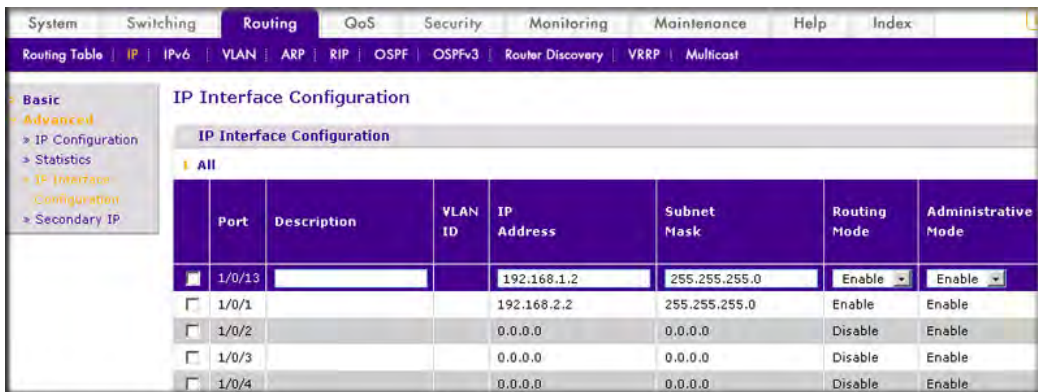 System Switching Routing QoS Security Monitoring Maintenance Help Index
Routing Table | IP | IPv6 | VLAN | ARP | RIP | OSPF | OSPFv3 | Router Discovery | VRRP | Multicast
Basic
Advanced
» IP Configuration
» Statistics
» IP Interface
Configuration
» Secondary IP
IP Interface Configuration
IP Interface Configuration
All
Port Description VLAN ID IP Address Subnet Mask Routing Mode Administrative Mode
1/0/13 192.168.1.2 255.255.255.0 Enable Enable
1/0/1 192.168.2.2 255.255.255.0 Enable Enable
1/0/2 0.0.0.0 0.0.0.0 Disable Enable
1/0/3 0.0.0.0 0.0.0.0 Disable Enable
1/0/4 0.0.0.0 0.0.0.0 Disable Enable